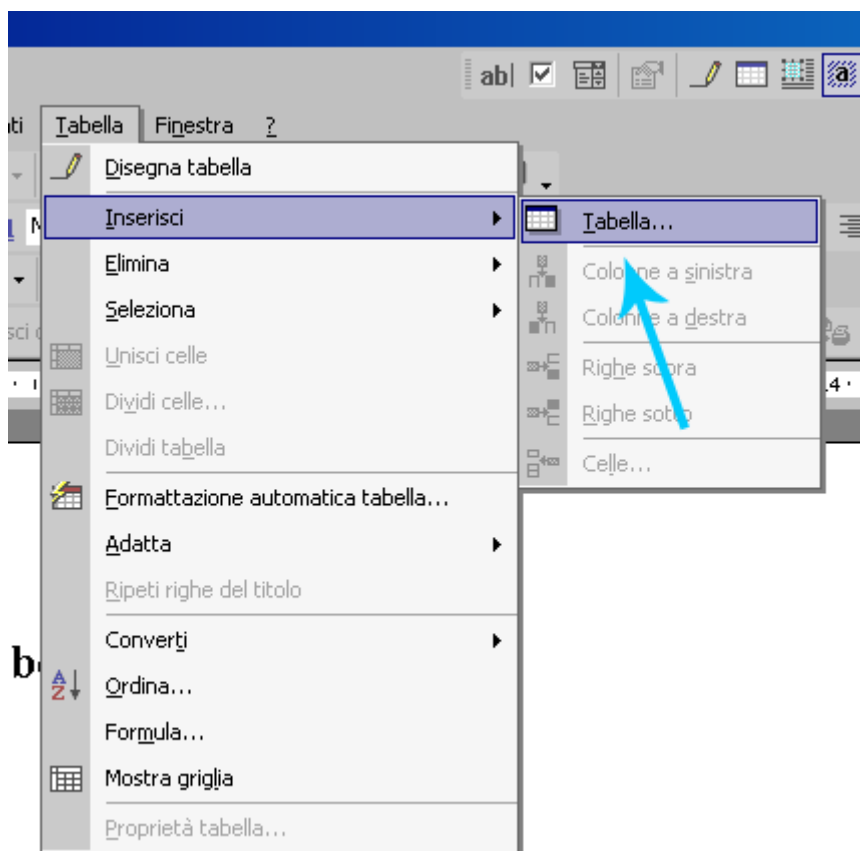 ab|
Tabella Finestra ?
Disegna tabella
Inserisci
Elimina
Seleziona
Unisci celle
Dividi celle...
Dividi tabella
Formattazione automatica tabella...
Adatta
Ripeti righe del titolo
Converti
Ordina...
Formula...
Mostra griglia
Proprietà tabella...
Tabella...
Colonne a sinistra
Colonne a destra
Righe sopra
Righe sotto
Celle...